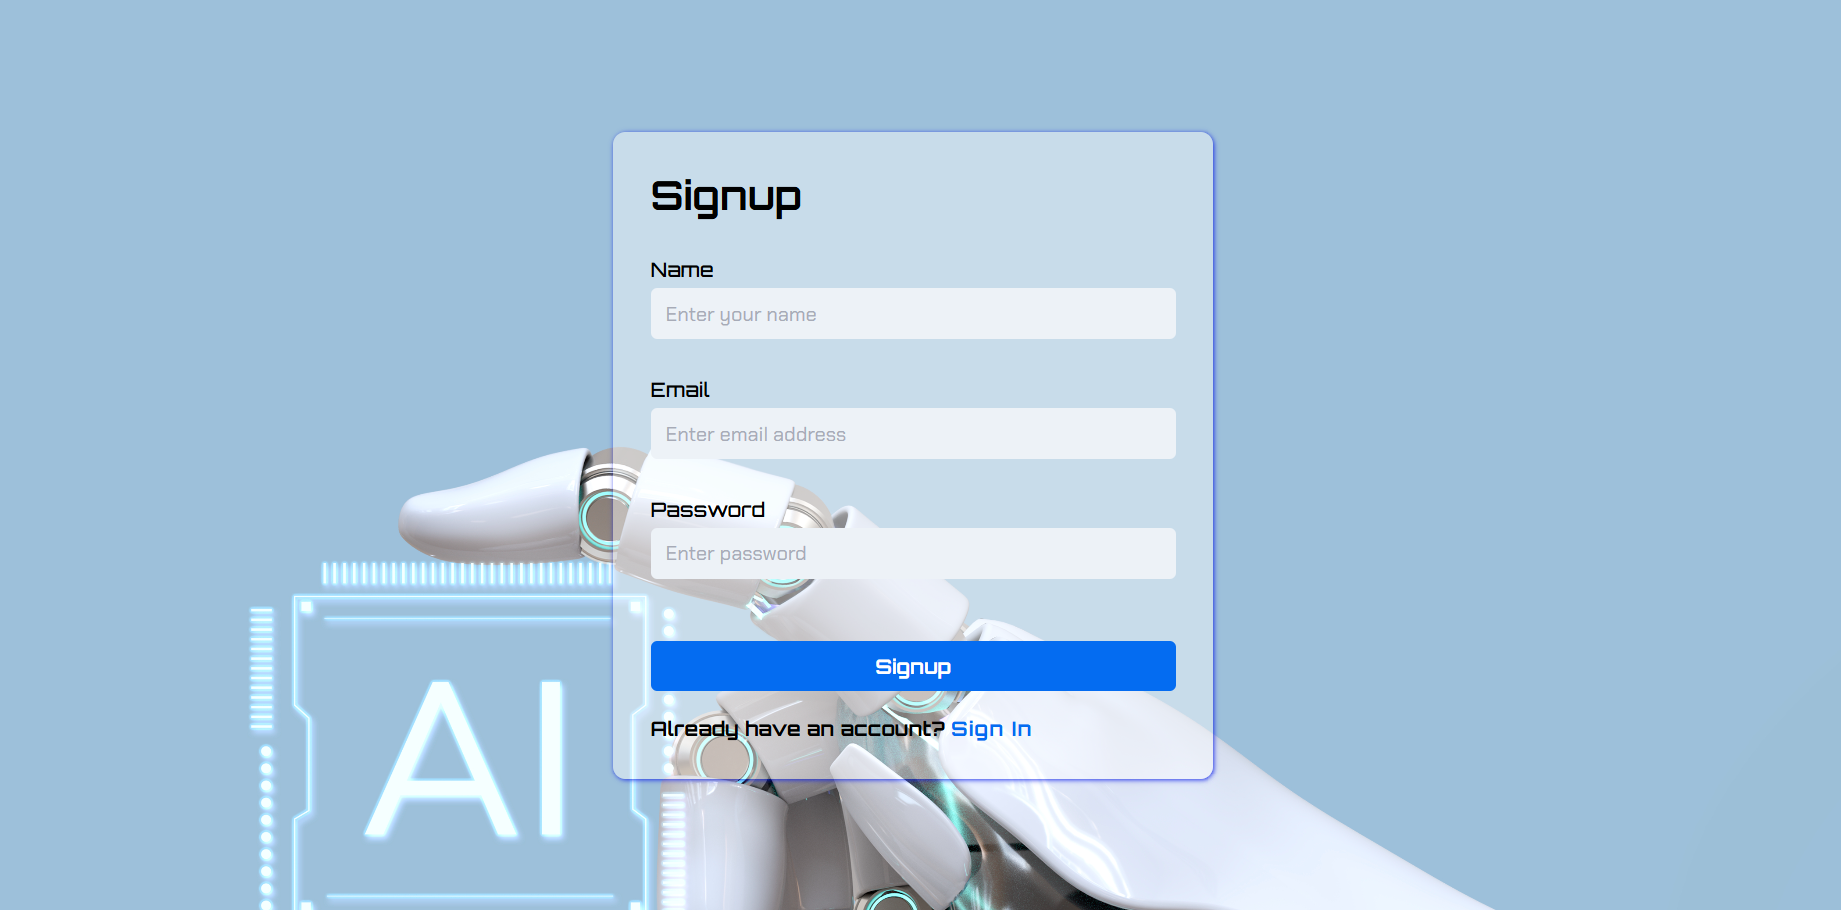 Signup
Name
Enter your name
Email
Enter email address
Password
Enter password
Signup
Already have an account? Sign In
AI